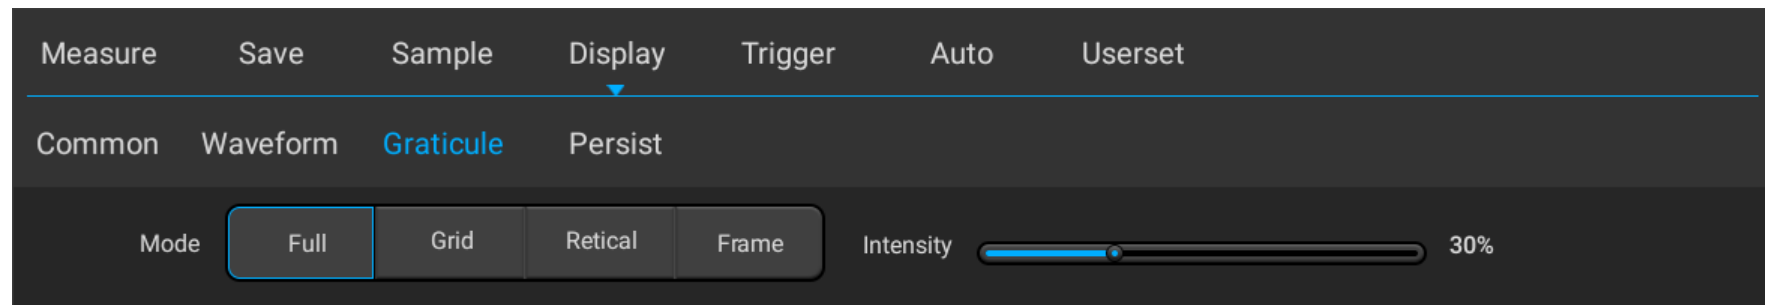 Measure Save Sample Display Trigger Auto Userset
Common Waveform Graticule Persist
Mode Full Grid Retical Frame Intensity 30%